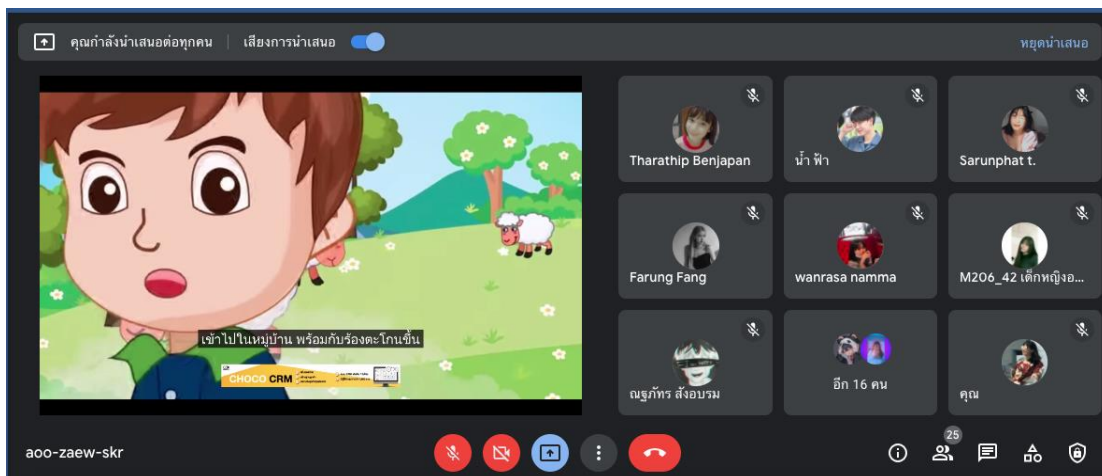 คุณกำลังนำเสนอต่อทุกคน
เสียงการนำเสนอ
หยุดนำเสนอ
Tharathip Benjapan
น้ำ ฟ้า
Sarunphat t.
Farung Fang
wanrasa namma
M206_42 เด็กหญิงอ...
เข้าไปในหมู่บ้าน พร้อมกับร้องตะโกนขึ้น
CHOCO CRM
ณฐภัทร สังอบรม
อีก 16 คน
คุณ
aoo-zaew-skr
25